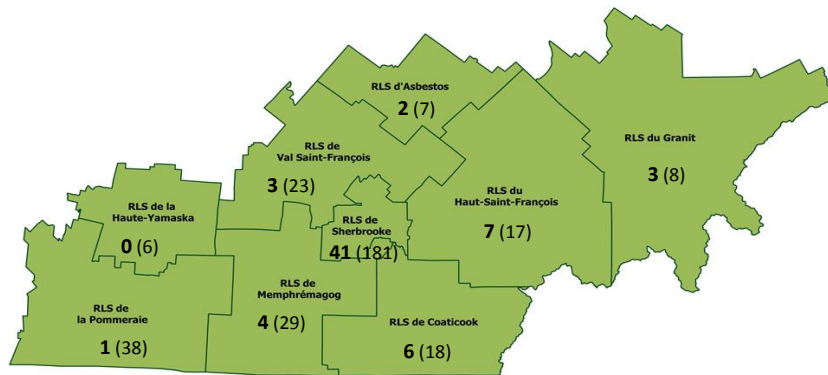 RLS d'Asbestos
2 (7)
RLS de
Val Saint-François
3 (23)
RLS du Granit
3 (8)
RLS de la
Haute-Yamaska
0 (6)
RLS de
Sherbrooke
41 (181)
RLS du
Haut-Saint-François
7 (17)
RLS de
la Pommeraie
1 (38)
RLS de
Memphrémagog
4 (29)
RLS de Coaticook
6 (18)